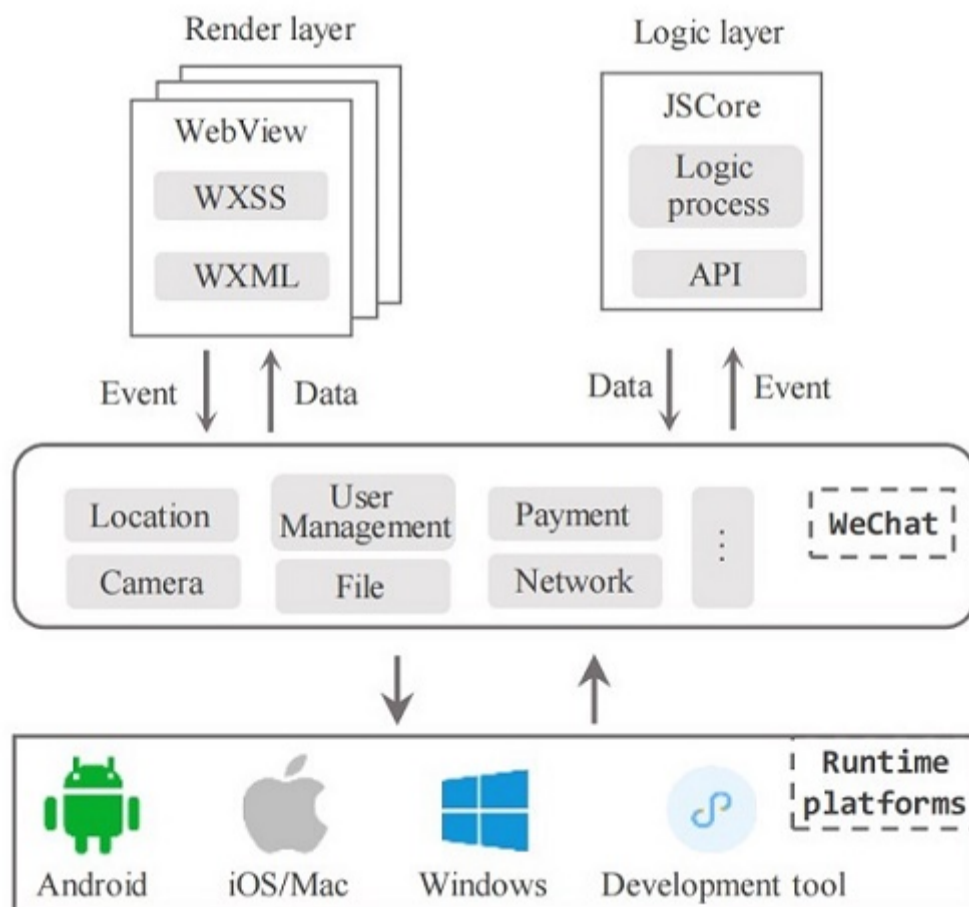 Render layer
Logic layer
WebView
WXSS
WXML
JSCore
Logic
process
API
Event
Data
Data
Event
Location
User
Management
Payment
⋮
WeChat
Camera
File
Network
Runtime
platforms
Android
iOS/Mac
Windows
Development tool